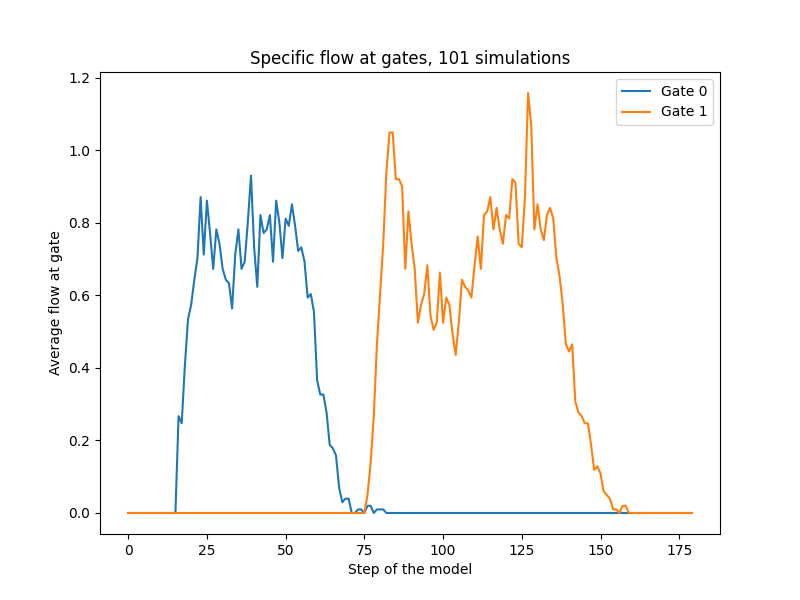 Specific flow at gates, 101 simulations
Gate 0
Gate 1
Average flow at gate
1.2
1.0
0.8
0.6
0.4
0.2
0.0
0 25 50 75 100 125 150 175
Step of the model